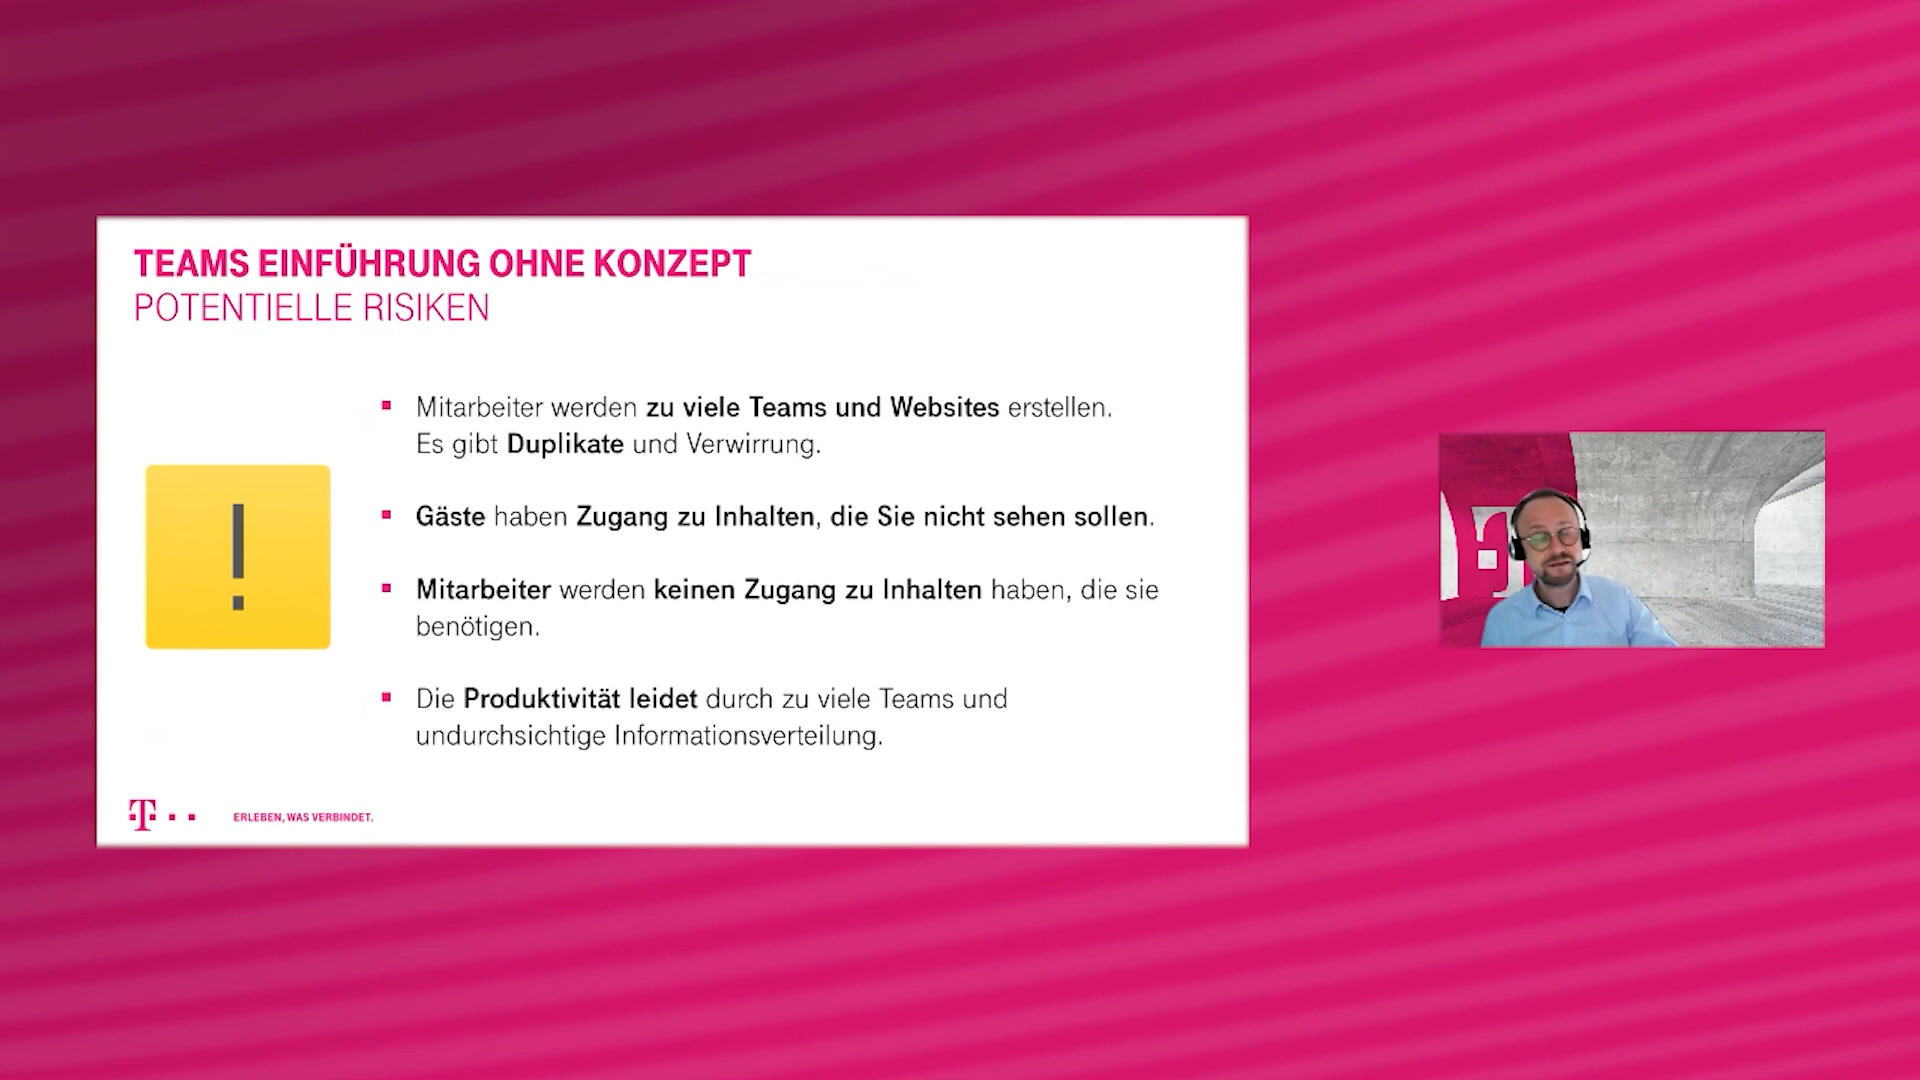 TEAMS EINFÜHRUNG OHNE KONZEPT
POTENTIELLE RISIKEN
Mitarbeiter werden zu viele Teams und Websites erstellen.
Es gibt Duplikate und Verwirrung.
Gäste haben Zugang zu Inhalten, die Sie nicht sehen sollen.
Mitarbeiter werden keinen Zugang zu Inhalten haben, die sie
benötigen.
Die Produktivität leidet durch zu viele Teams und
undurchsichtige Informationsverteilung.
!
T
ERLEBEN, WAS VERBINDET.